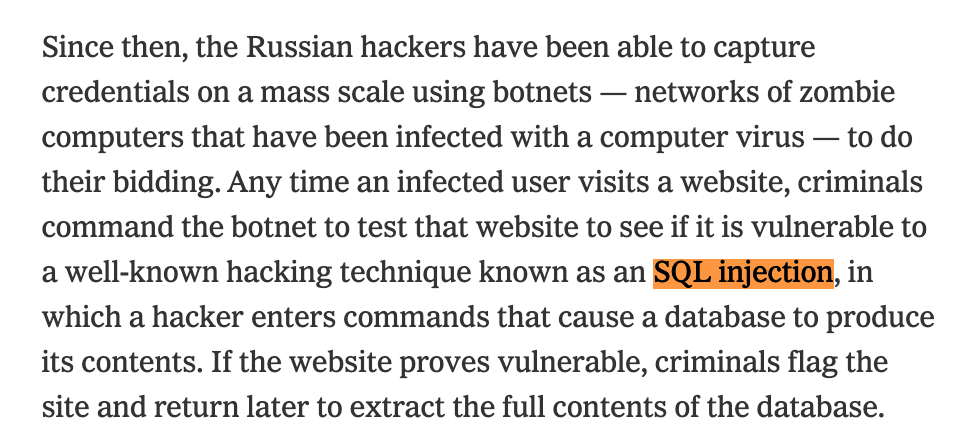 Since then, the Russian hackers have been able to capture
credentials on a mass scale using botnets — networks of zombie
computers that have been infected with a computer virus — to do
their bidding. Any time an infected user visits a website, criminals
command the botnet to test that website to see if it is vulnerable to
a well-known hacking technique known as an SQL injection, in
which a hacker enters commands that cause a database to produce
its contents. If the website proves vulnerable, criminals flag the
site and return later to extract the full contents of the database.